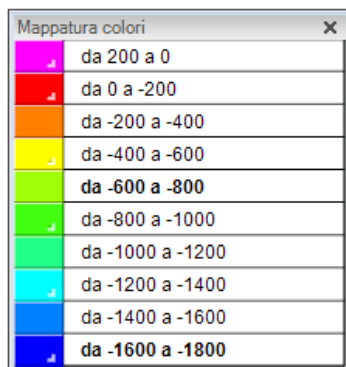 Mappatura colori
da 200 a 0
da 0 a -200
da -200 a -400
da -400 a -600
da -600 a -800
da -800 a -1000
da -1000 a -1200
da -1200 a -1400
da -1400 a -1600
da -1600 a -1800